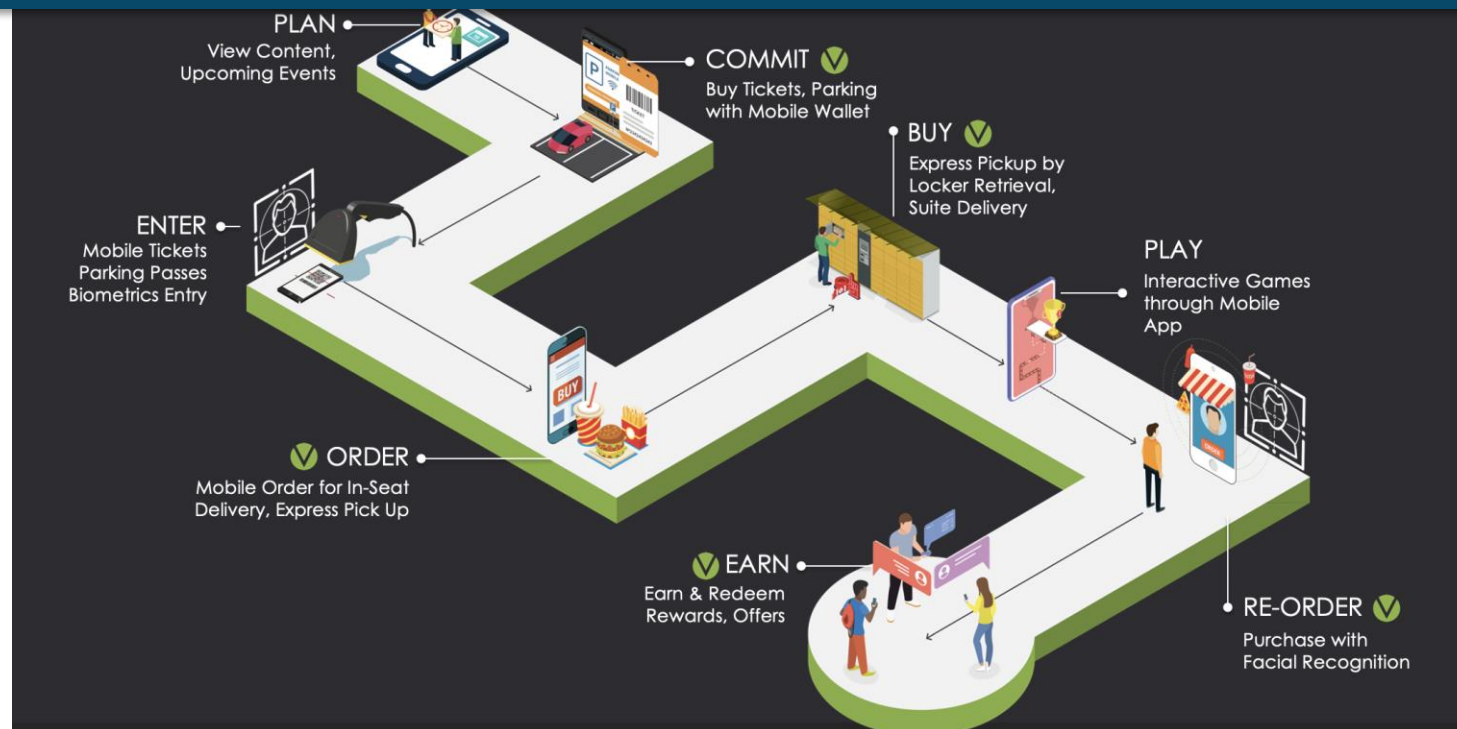 PLAN
View Content,
Upcoming Events
COMMIT
Buy Tickets, Parking
with Mobile Wallet
BUY
Express Pickup by
Locker Retrieval,
Suite Delivery
ENTER
Mobile Tickets
Parking Passes
Biometrics Entry
PLAY
Interactive Games
through Mobile
App
BUY
ORDER
Mobile Order for In-Seat
Delivery, Express Pick Up
EARN
Earn & Redeem
Rewards, Offers
ORDER
RE-ORDER
Purchase with
Facial Recognition
P